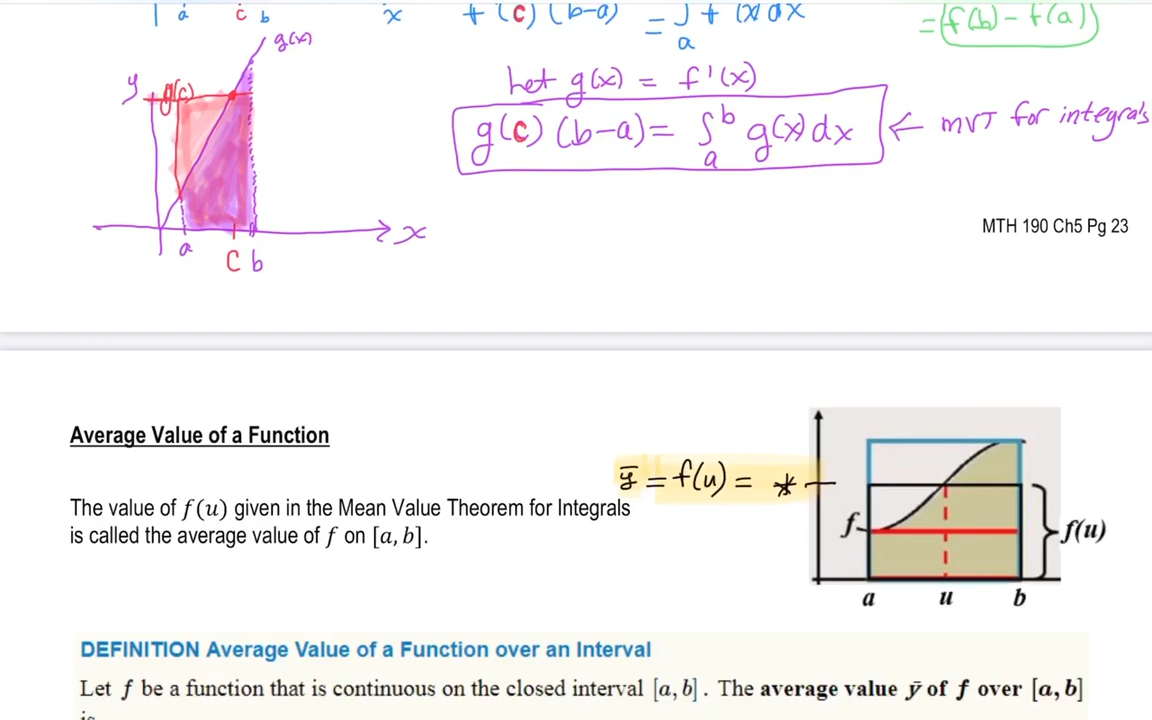 a c b x
f'(c) (b-a) = ∫ f'(x) dx
a
= f(b) - f(a)
g(x)
y g(c)
Let g(x) = f'(x)
g(c) (b-a) = ∫ₐᵇ g(x) dx ← MVT for integrals
a c b x
MTH 190 Ch5 Pg 23
Average Value of a Function
ȳ = f(u) = *
The value of f(u) given in the Mean Value Theorem for Integrals
is called the average value of f on [a, b].
f f(u)
a u b
DEFINITION Average Value of a Function over an Interval
Let f be a function that is continuous on the closed interval [a, b]. The average value ȳ of f over [a, b]
is